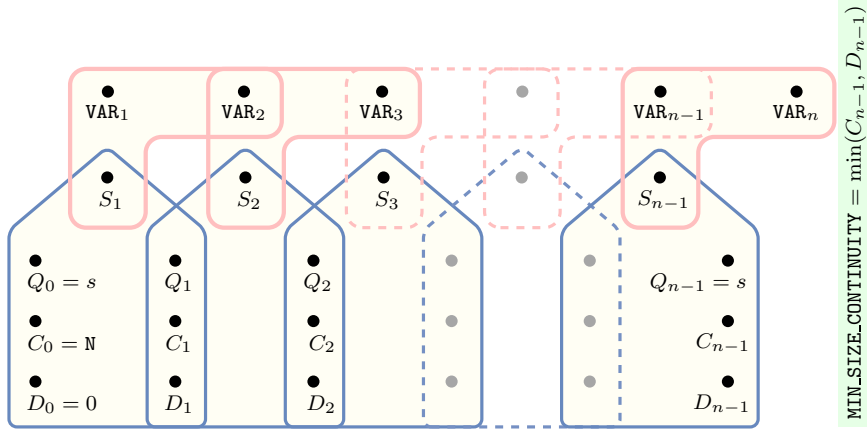 VAR₁ VAR₂ VAR₃ VARₙ₋₁ VARₙ
S₁ S₂ S₃ Sₙ₋₁
Q₀ = s Q₁ Q₂ Qₙ₋₁ = s
C₀ = N C₁ C₂ Cₙ₋₁
D₀ = 0 D₁ D₂ Dₙ₋₁
MIN_SIZE_CONTINUITY = min(Cₙ₋₁, Dₙ₋₁)